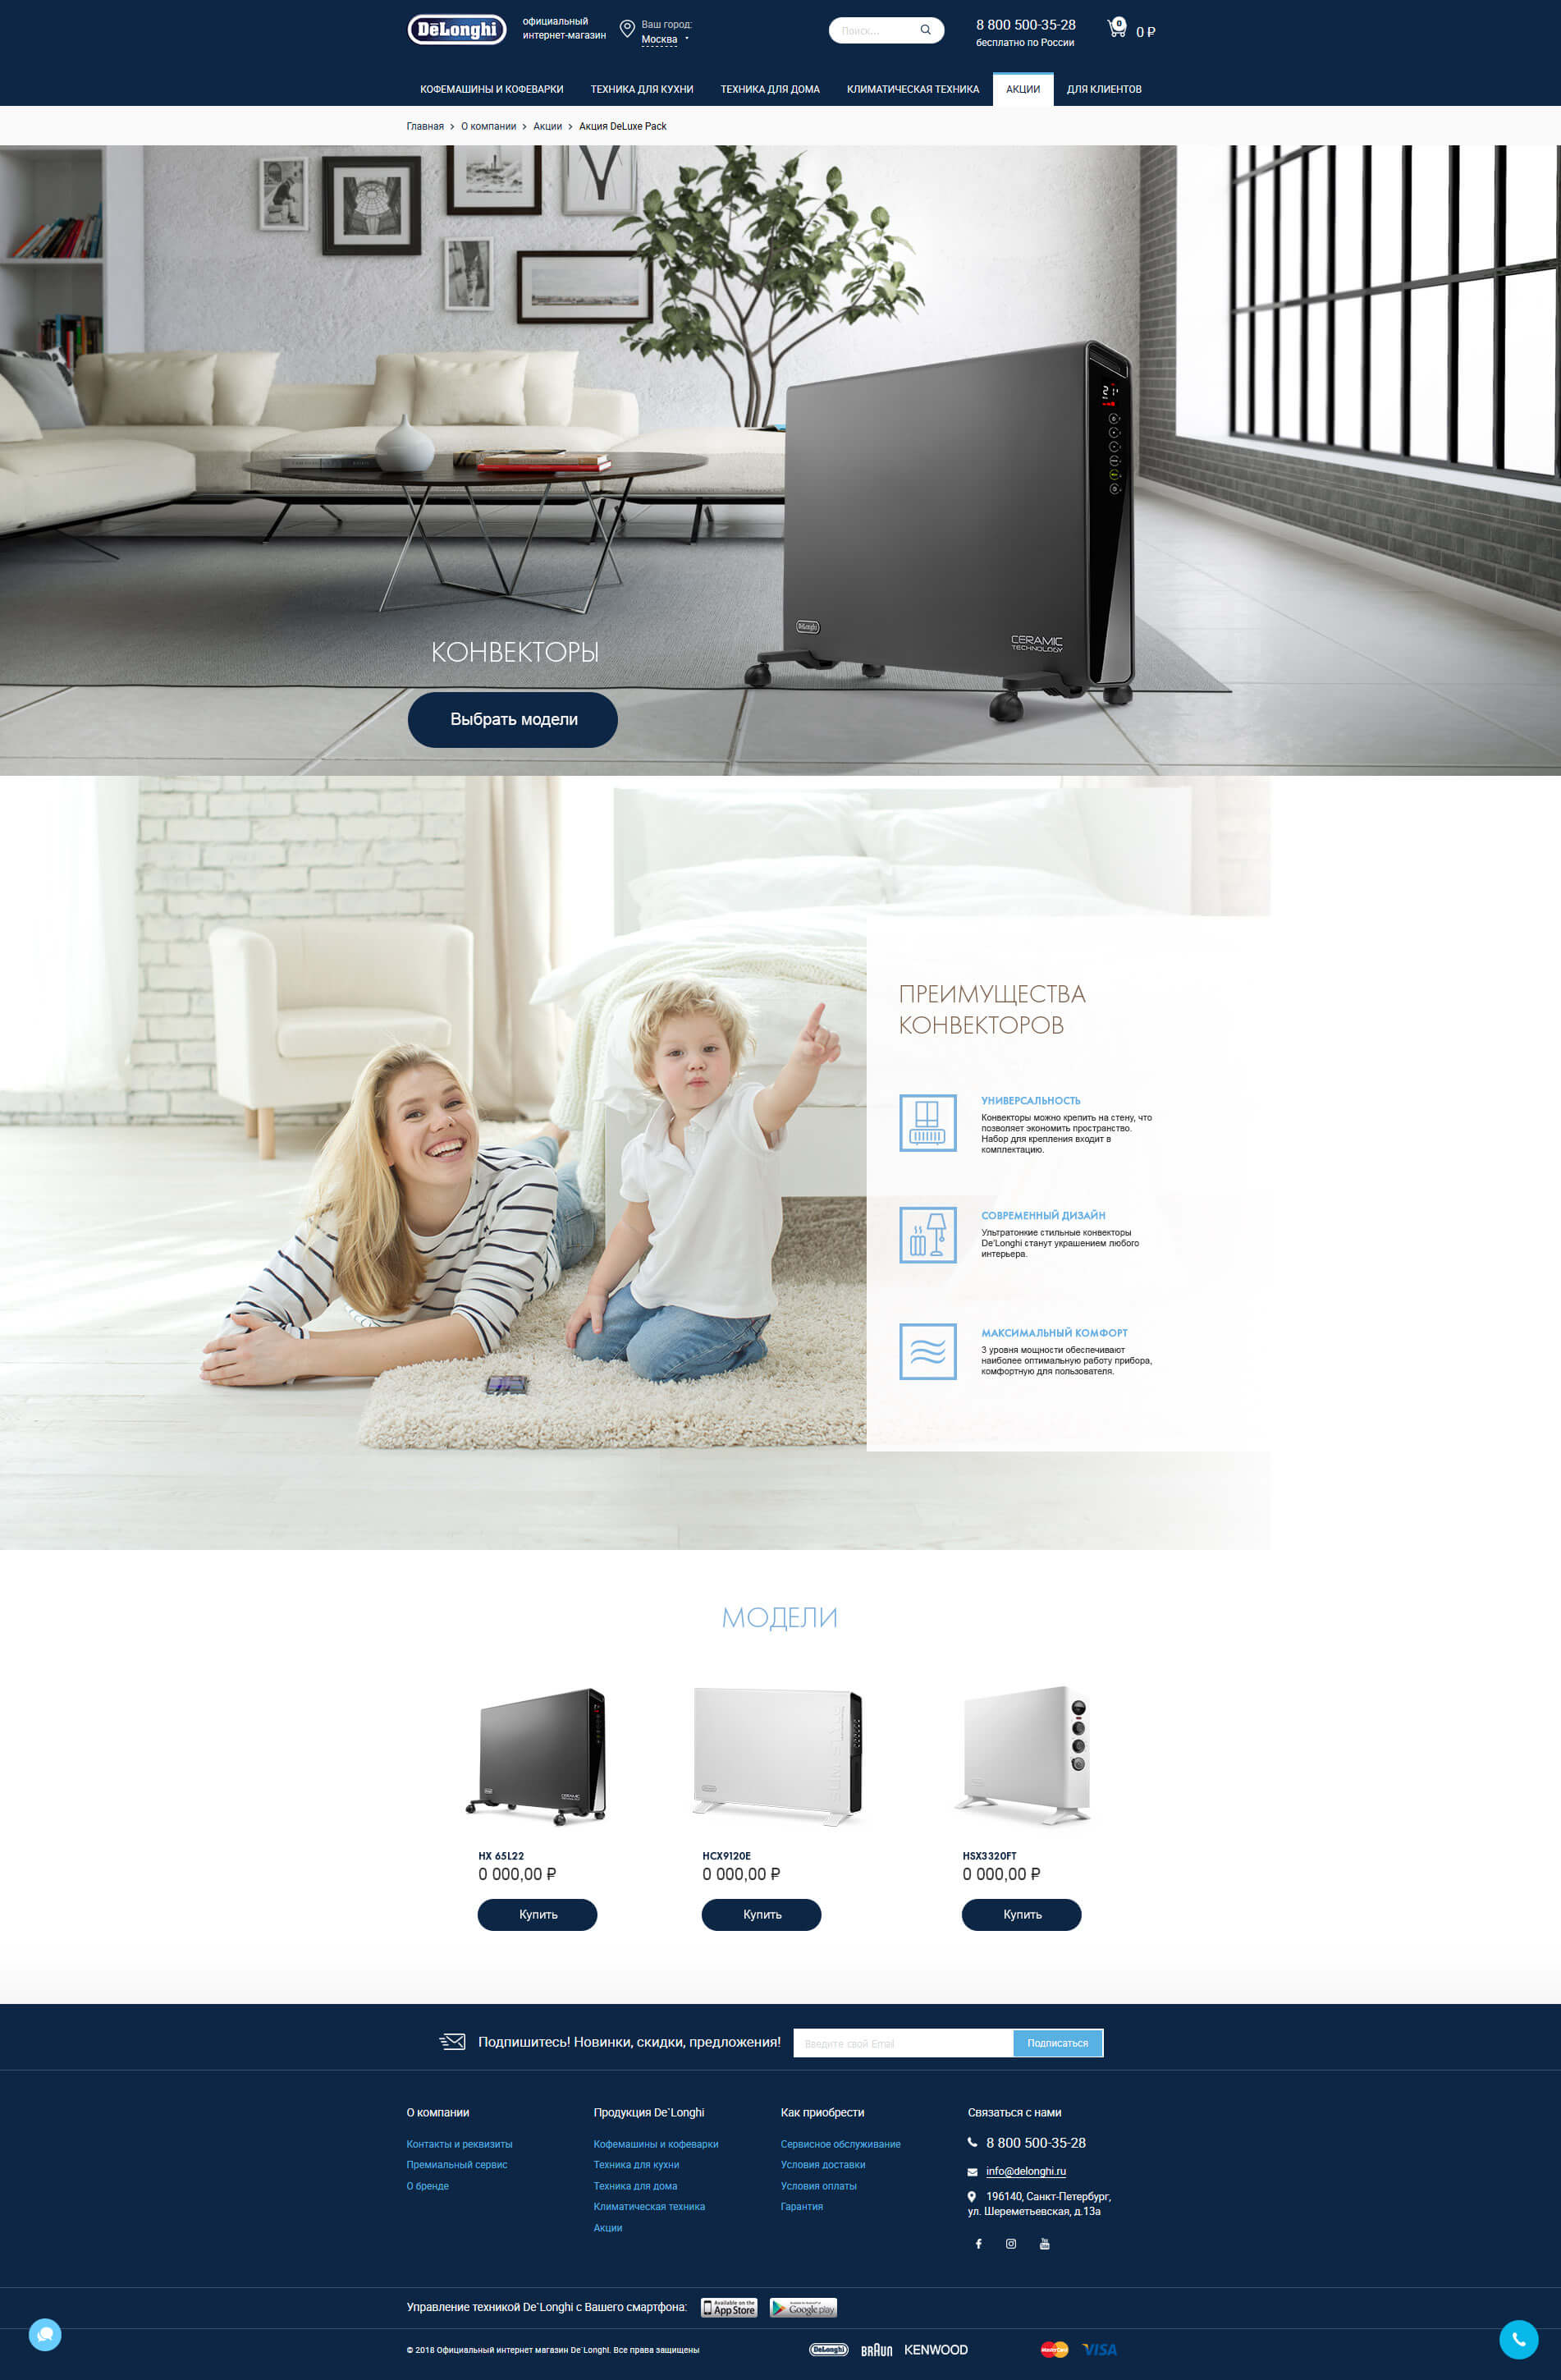 DeLonghi
официальный
интернет-магазин
Ваш город:
Москва
Поиск...
8 800 500-35-28
бесплатно по России
0
0 ₽
КОФЕМАШИНЫ И КОФЕВАРКИ
ТЕХНИКА ДЛЯ КУХНИ
ТЕХНИКА ДЛЯ ДОМА
КЛИМАТИЧЕСКАЯ ТЕХНИКА
АКЦИИ
ДЛЯ КЛИЕНТОВ
Главная > О компании > Акции > Акция DeLuxe Pack
21°
DeLonghi
CERAMIC
TECHNOLOGY
КОНВЕКТОРЫ
Выбрать модели
ПРЕИМУЩЕСТВА
КОНВЕКТОРОВ
УНИВЕРСАЛЬНОСТЬ
Конвекторы можно крепить на стену, что
позволяет экономить пространство.
Набор для крепления входит в
комплектацию.
СОВРЕМЕННЫЙ ДИЗАЙН
Ультратонкие стильные конвекторы
De'Longhi станут украшением любого
интерьера.
МАКСИМАЛЬНЫЙ КОМФОРТ
3 уровня мощности обеспечивают
наиболее оптимальную работу прибора,
комфортную для пользователя.
МОДЕЛИ
CERAMIC
TECHNOLOGY
HX 65L22
0 000,00 ₽
Купить
HCX9120E
0 000,00 ₽
Купить
HSX3320FT
0 000,00 ₽
Купить
Подпишитесь! Новинки, скидки, предложения!
Введите свой Email
Подписаться
О компании
Контакты и реквизиты
Премиальный сервис
О бренде
Продукция De`Longhi
Кофемашины и кофеварки
Техника для кухни
Техника для дома
Климатическая техника
Акции
Как приобрести
Сервисное обслуживание
Условия доставки
Условия оплаты
Гарантия
Связаться с нами
8 800 500-35-28
info@delonghi.ru
196140, Санкт-Петербург,
ул. Шереметьевская, д.13а
Управление техникой De`Longhi с Вашего смартфона:
Available on the
App Store
Google play
© 2018 Официальный интернет магазин De`Longhi. Все права защищены
DeLonghi
BRAUN
KENWOOD
MasterCard
VISA